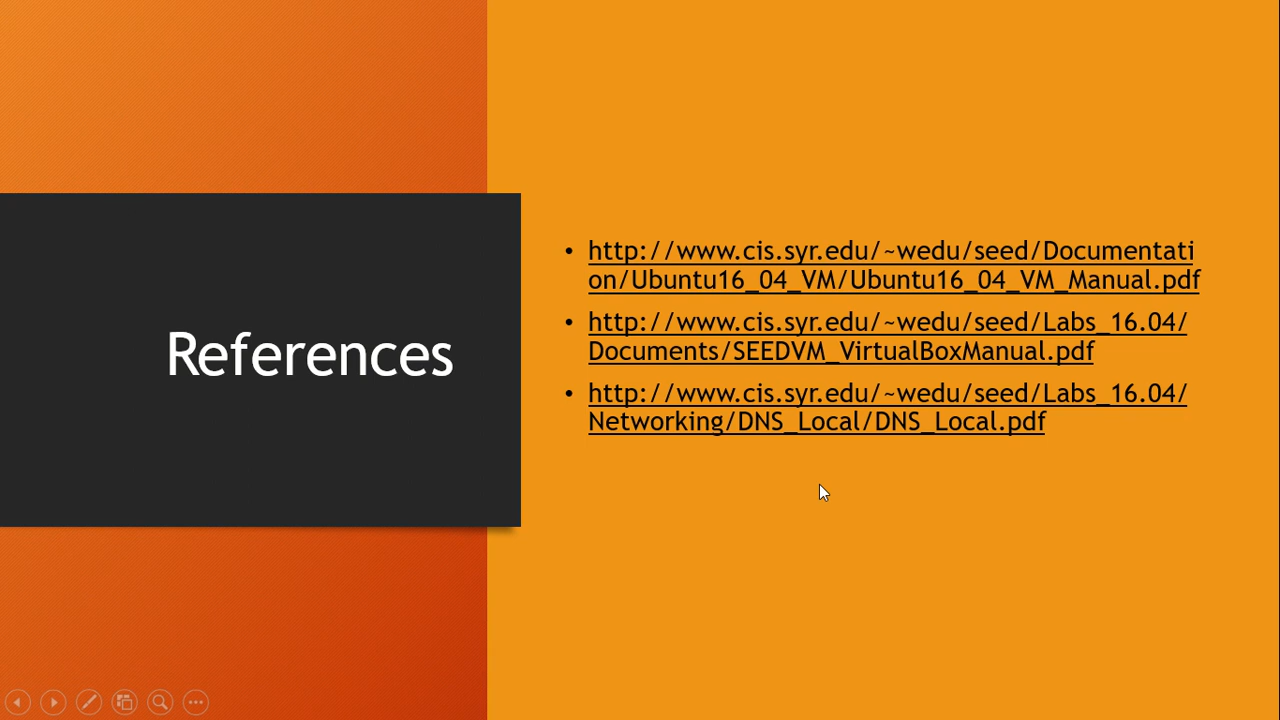 References
• http://www.cis.syr.edu/~wedu/seed/Documentati
on/Ubuntu16_04_VM/Ubuntu16_04_VM_Manual.pdf
• http://www.cis.syr.edu/~wedu/seed/Labs_16.04/
Documents/SEEDVM_VirtualBoxManual.pdf
• http://www.cis.syr.edu/~wedu/seed/Labs_16.04/
Networking/DNS_Local/DNS_Local.pdf